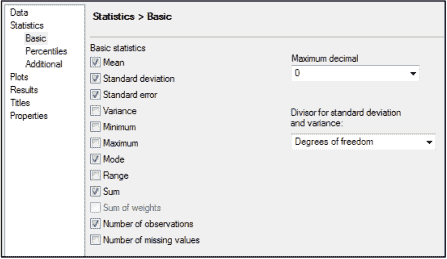 Data
Statistics
Basic
Percentiles
Additional
Plots
Results
Titles
Properties
Statistics > Basic
Basic statistics
Mean
Standard deviation
Standard error
Variance
Minimum
Maximum
Mode
Range
Sum
Sum of weights
Number of observations
Number of missing values
Maximum decimal
0
Divisor for standard deviation
and variance:
Degrees of freedom